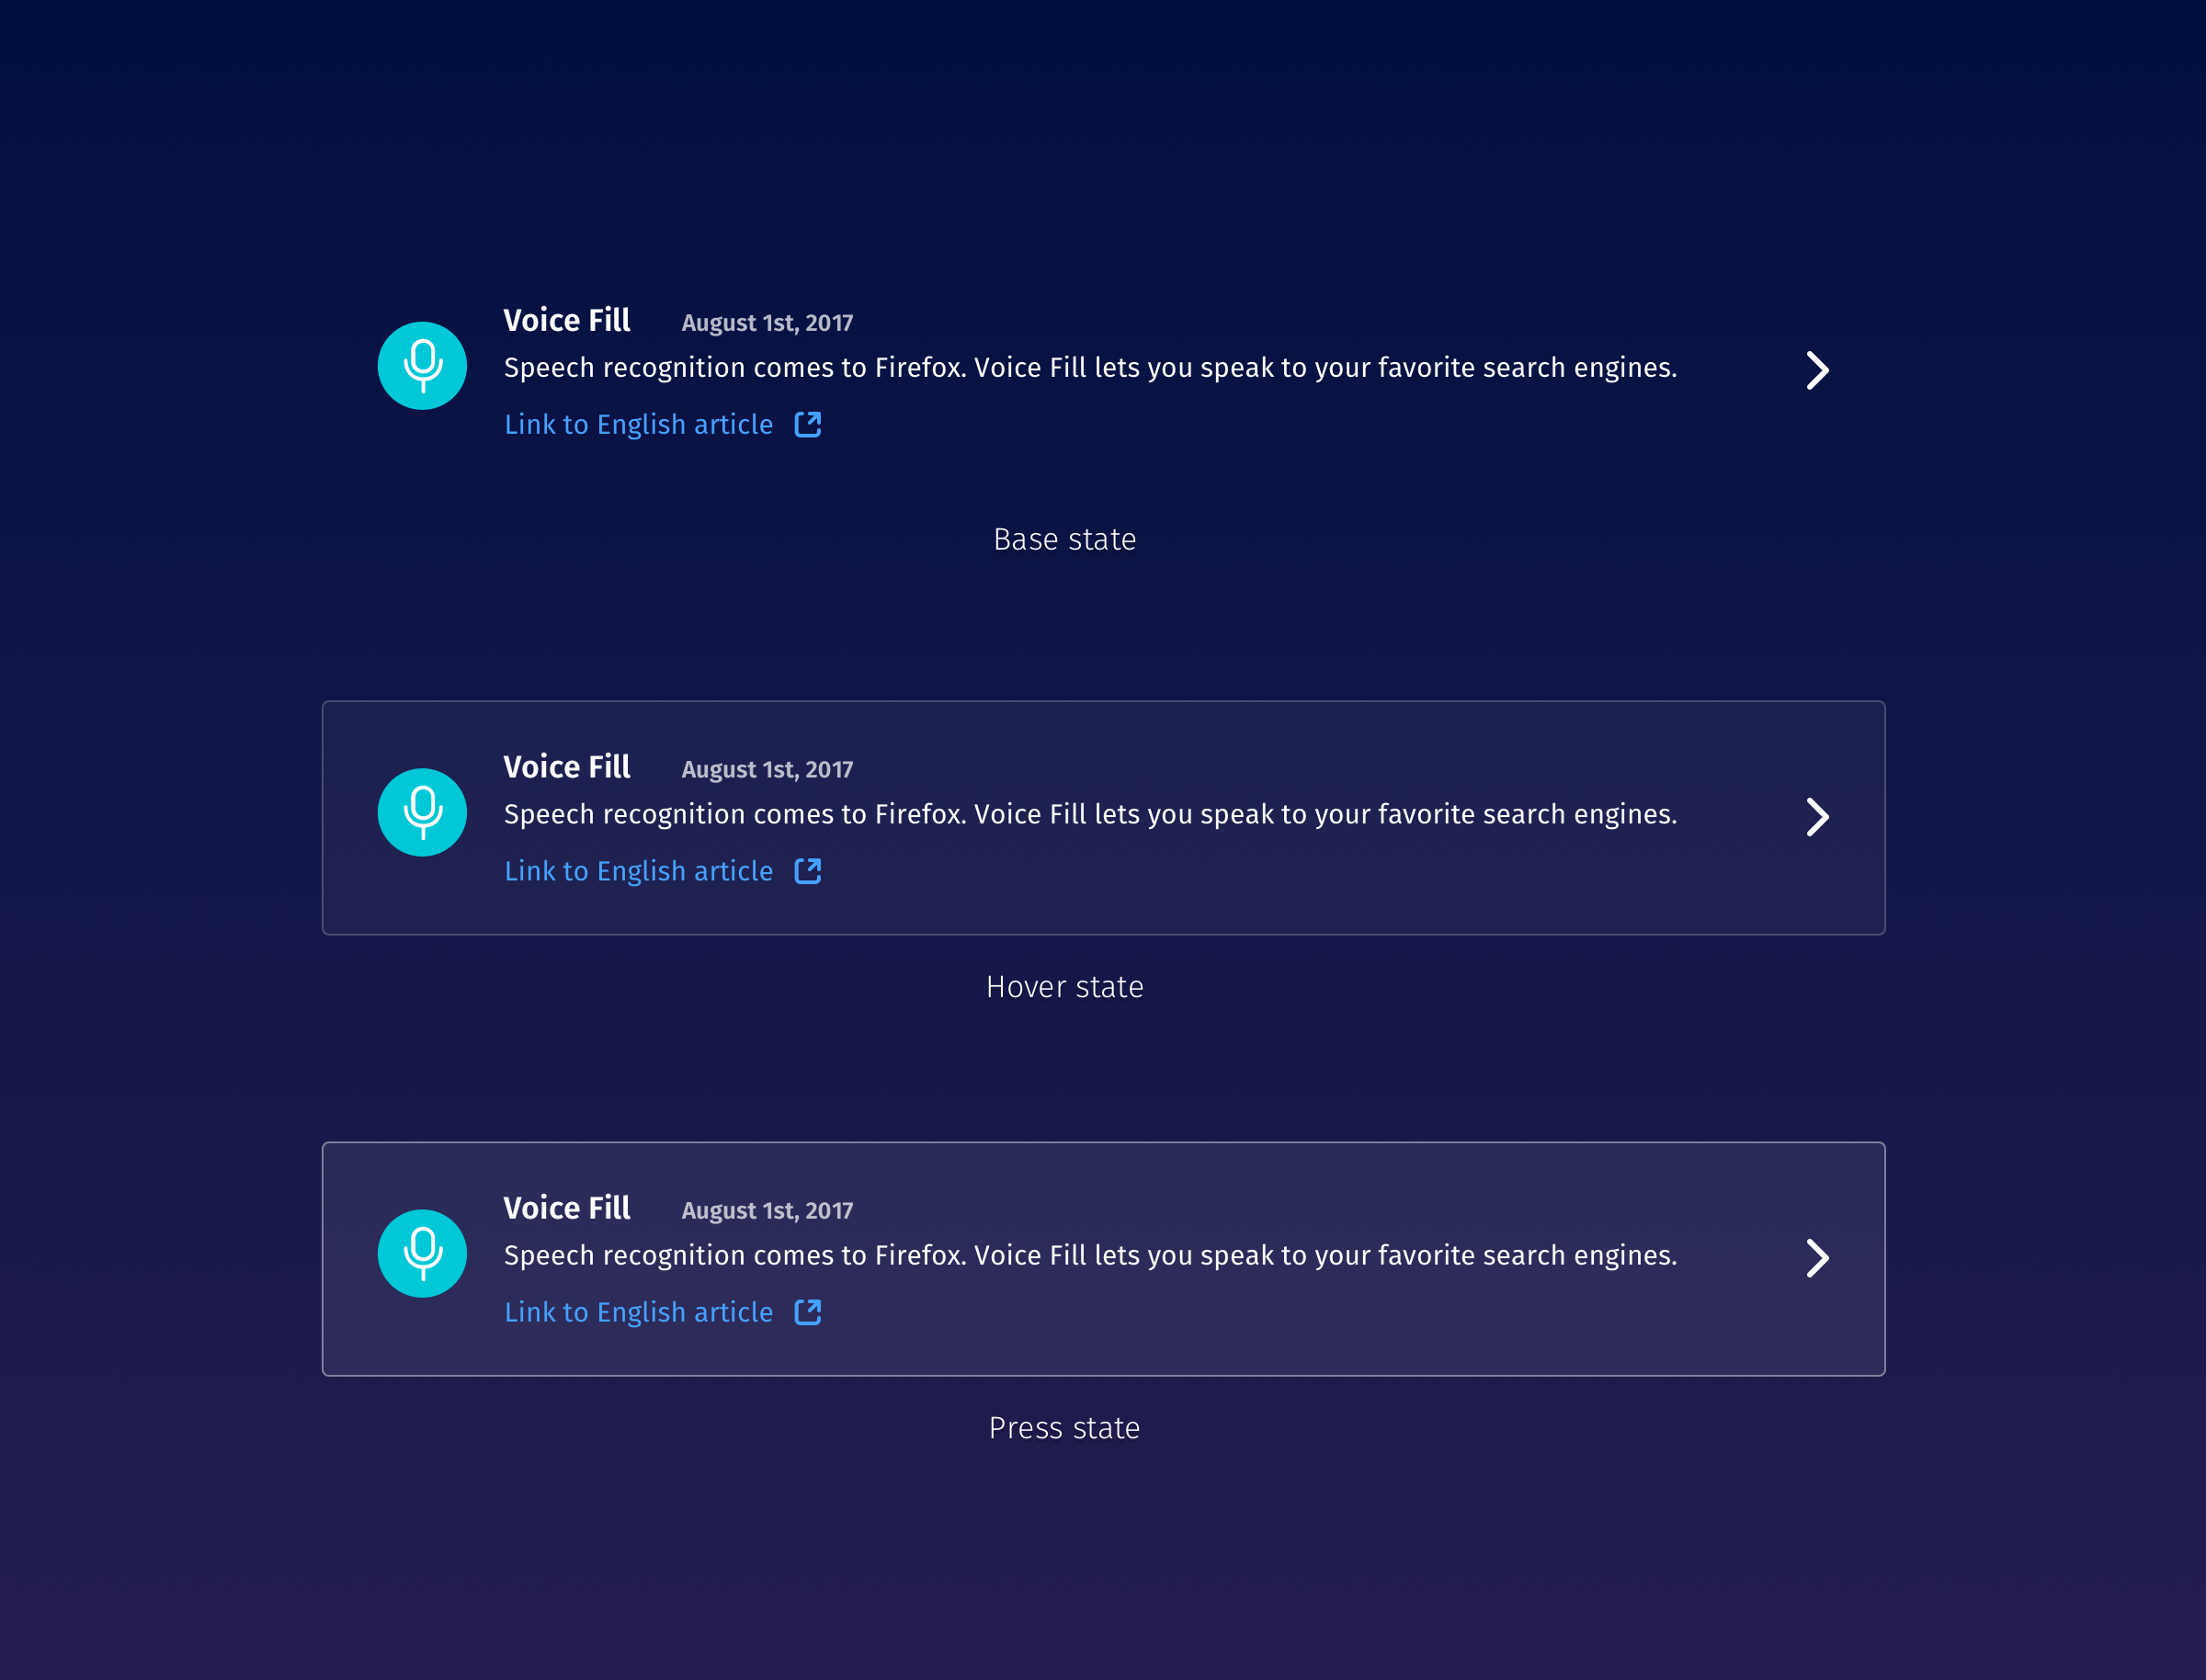 Voice Fill August 1st, 2017
Speech recognition comes to Firefox. Voice Fill lets you speak to your favorite search engines.
Link to English article
Base state
Voice Fill August 1st, 2017
Speech recognition comes to Firefox. Voice Fill lets you speak to your favorite search engines.
Link to English article
Hover state
Voice Fill August 1st, 2017
Speech recognition comes to Firefox. Voice Fill lets you speak to your favorite search engines.
Link to English article
Press state